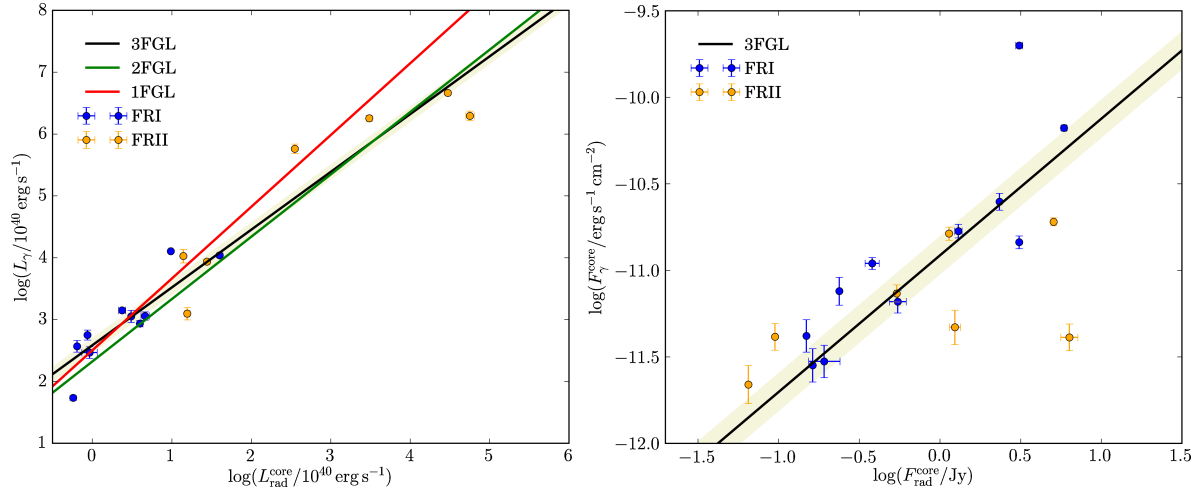 8
7
6
5
4
3
2
1
0
1
2
3
4
5
6
log(L_γ/10^40 erg s^−1)
log(L_rad^core/10^40 erg s^−1)
3FGL
2FGL
1FGL
FRI
FRII
−9.5
−10.0
−10.5
−11.0
−11.5
−12.0
−1.5
−1.0
−0.5
0.0
0.5
1.0
1.5
log(F_γ^core/erg s^−1 cm^−2)
log(F_rad^core/Jy)
3FGL
FRI
FRII